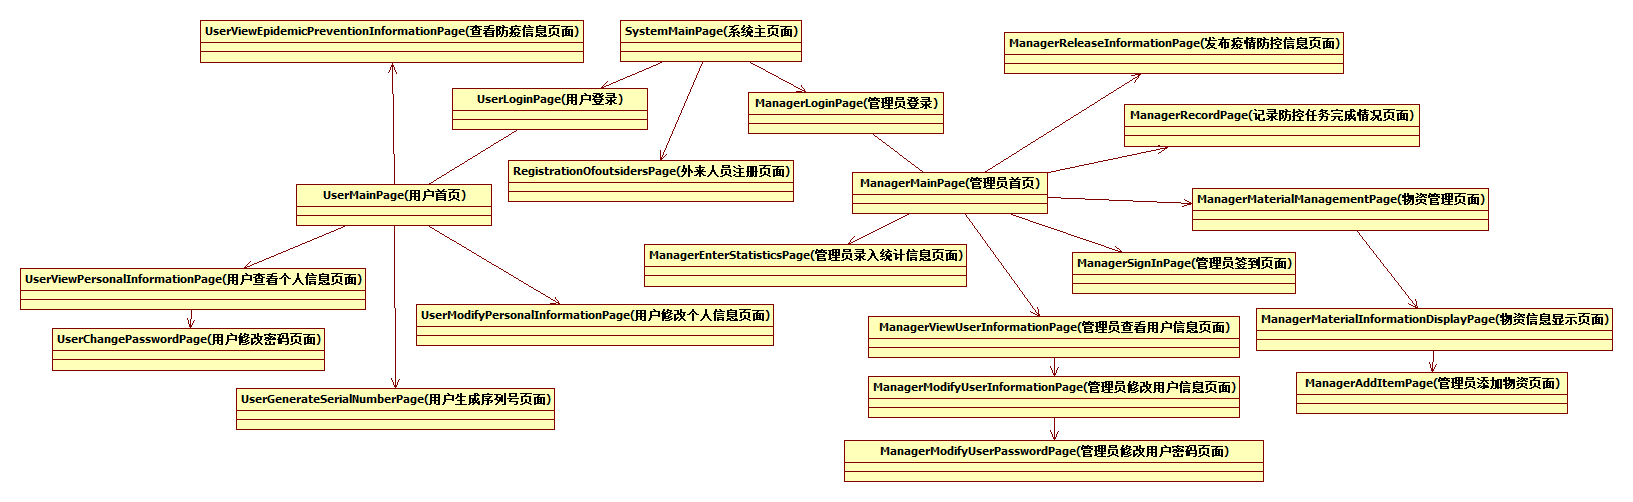 UserViewEpidemicPreventionInformationPage(查看防疫信息页面)
SystemMainPage(系统主页面)
ManagerReleaseInformationPage(发布疫情防控信息页面)
UserLoginPage(用户登录)
ManagerLoginPage(管理员登录)
ManagerRecordPage(记录防控任务完成情况页面)
RegistrationOfoutsidersPage(外来人员注册页面)
UserMainPage(用户首页)
ManagerMainPage(管理员首页)
ManagerMaterialManagementPage(物资管理页面)
ManagerEnterStatisticsPage(管理员录入统计信息页面)
ManagerSignInPage(管理员签到页面)
UserViewPersonalInformationPage(用户查看个人信息页面)
UserModifyPersonalInformationPage(用户修改个人信息页面)
ManagerViewUserInformationPage(管理员查看用户信息页面)
ManagerMaterialInformationDisplayPage(物资信息显示页面)
UserChangePasswordPage(用户修改密码页面)
ManagerModifyUserInformationPage(管理员修改用户信息页面)
ManagerAddItemPage(管理员添加物资页面)
UserGenerateSerialNumberPage(用户生成序列号页面)
ManagerModifyUserPasswordPage(管理员修改用户密码页面)